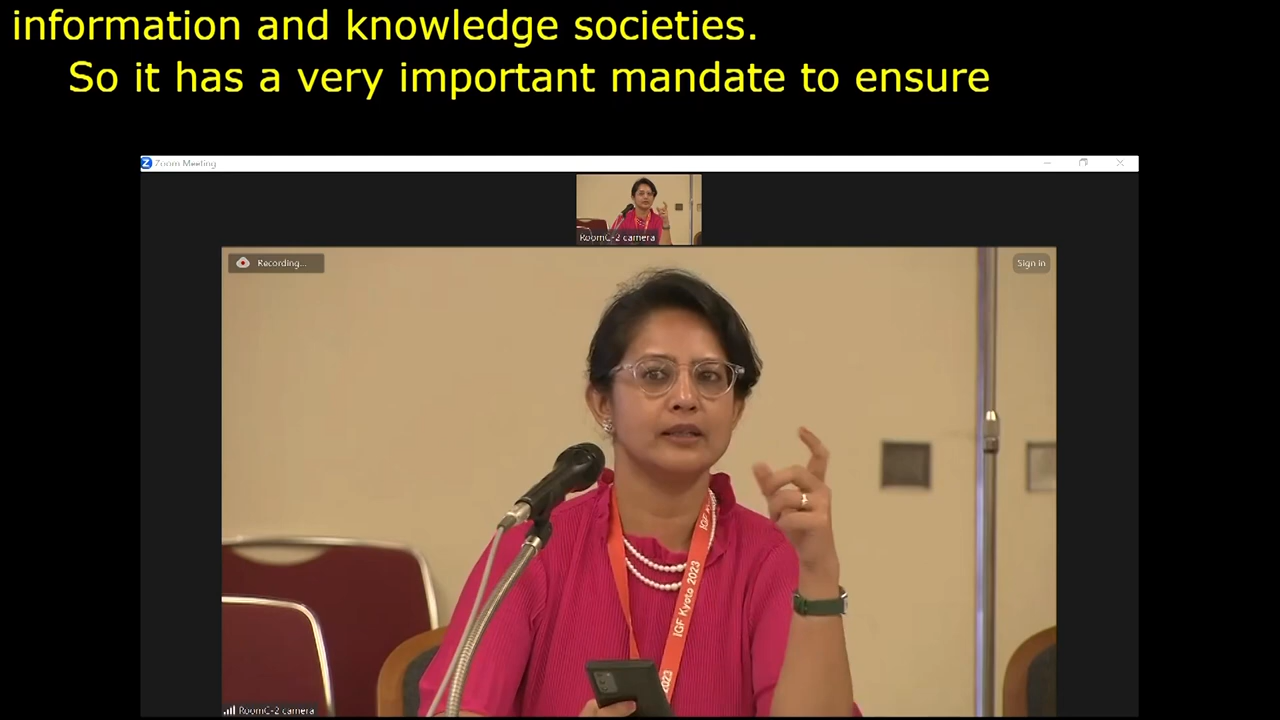 information and knowledge societies.
So it has a very important mandate to ensure
Zoom Meeting
RoomC-2 camera
Recording...
Sign in
IGF Kyoto 2023
2023
RoomC-2 camera